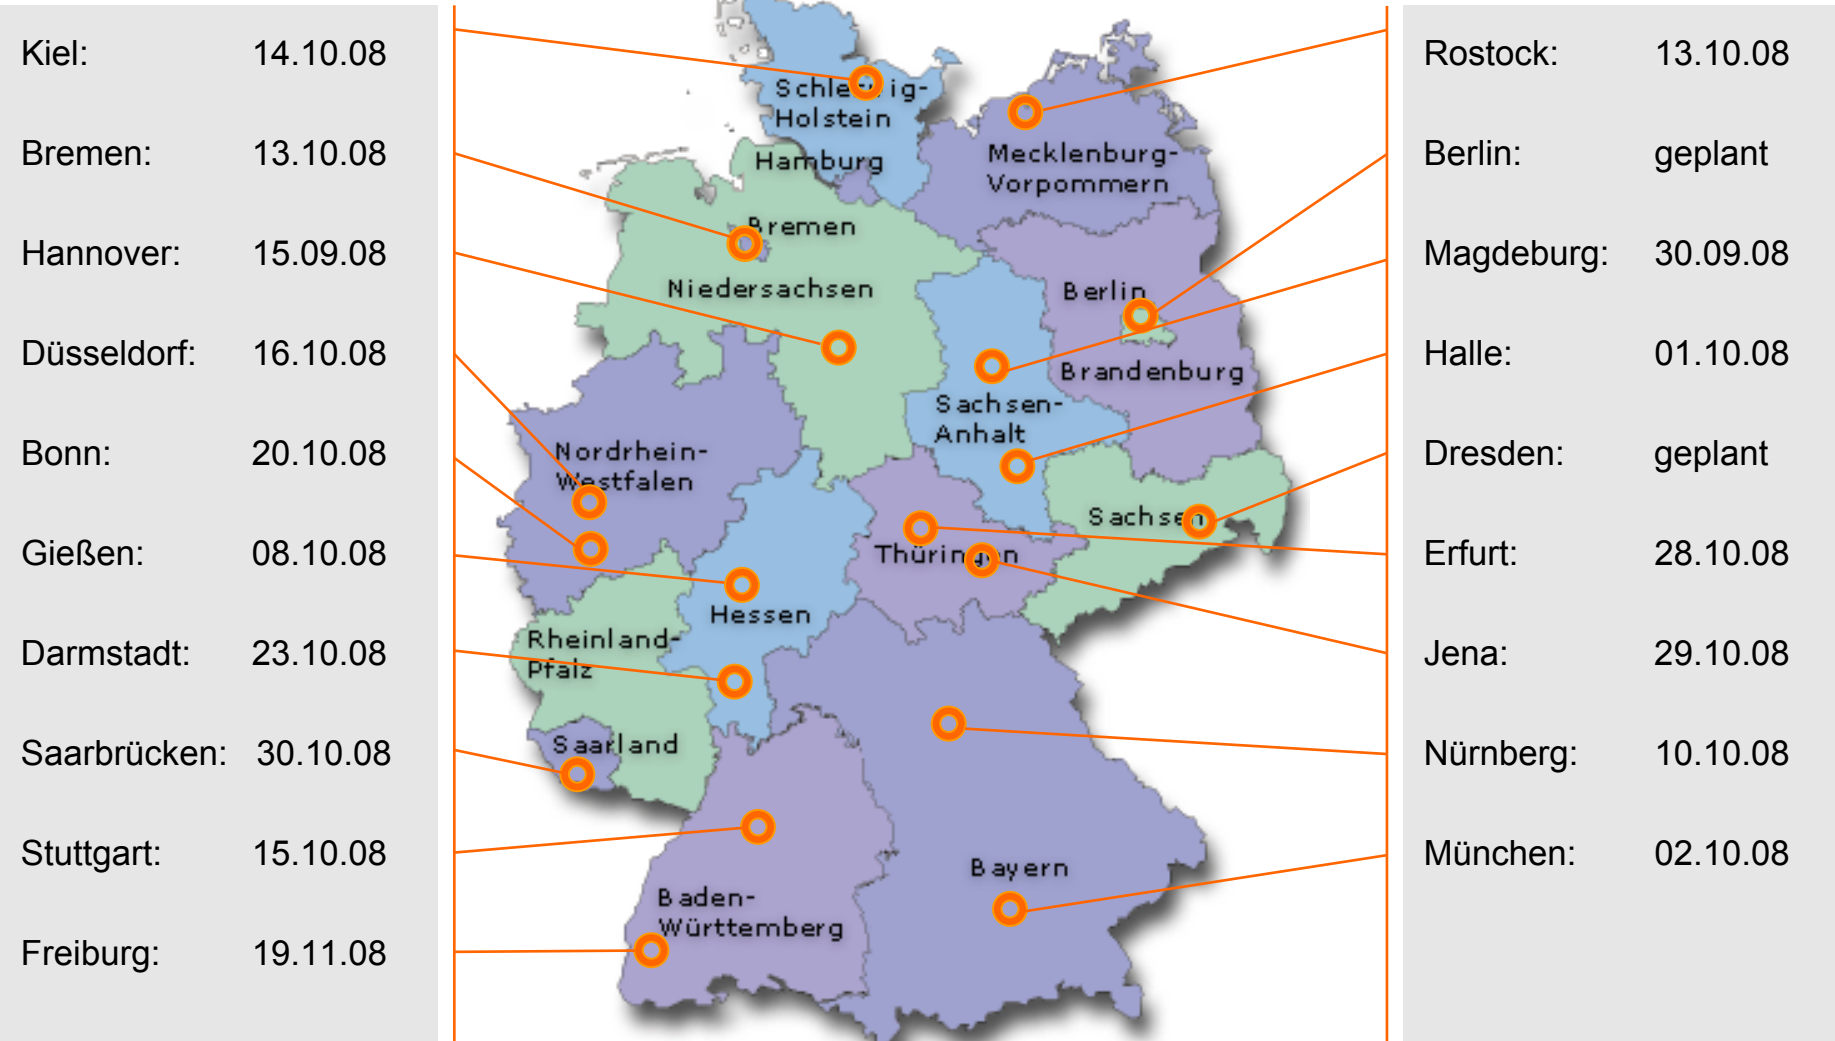 Kiel: 14.10.08
Bremen: 13.10.08
Hannover: 15.09.08
Düsseldorf: 16.10.08
Bonn: 20.10.08
Gießen: 08.10.08
Darmstadt: 23.10.08
Saarbrücken: 30.10.08
Stuttgart: 15.10.08
Freiburg: 19.11.08
Schleswig-
Holstein
Hamburg
Mecklenburg-
Vorpommern
Bremen
Niedersachsen
Berlin
Brandenburg
Sachsen-
Anhalt
Nordrhein-
Westfalen
Sachsen
Thüringen
Hessen
Rheinland-
Pfalz
Saarland
Bayern
Baden-
Württemberg
Rostock: 13.10.08
Berlin: geplant
Magdeburg: 30.09.08
Halle: 01.10.08
Dresden: geplant
Erfurt: 28.10.08
Jena: 29.10.08
Nürnberg: 10.10.08
München: 02.10.08